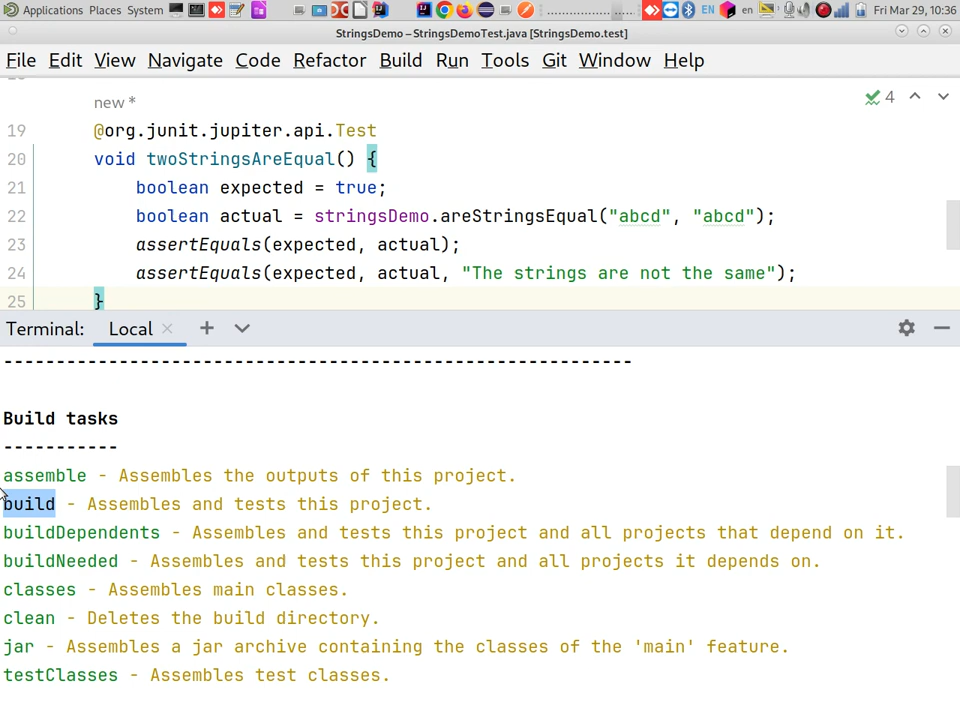 Applications Places System EN en Fri Mar 29, 10:36
StringsDemo – StringsDemoTest.java [StringsDemo.test]
File Edit View Navigate Code Refactor Build Run Tools Git Window Help
new *
4
19 @org.junit.jupiter.api.Test
20 void twoStringsAreEqual() {
21 boolean expected = true;
22 boolean actual = stringsDemo.areStringsEqual("abcd", "abcd");
23 assertEquals(expected, actual);
24 assertEquals(expected, actual, "The strings are not the same");
25 }
Terminal: Local
------------------------------------------------------------
Build tasks
-----------
assemble - Assembles the outputs of this project.
build - Assembles and tests this project.
buildDependents - Assembles and tests this project and all projects that depend on it.
buildNeeded - Assembles and tests this project and all projects it depends on.
classes - Assembles main classes.
clean - Deletes the build directory.
jar - Assembles a jar archive containing the classes of the 'main' feature.
testClasses - Assembles test classes.